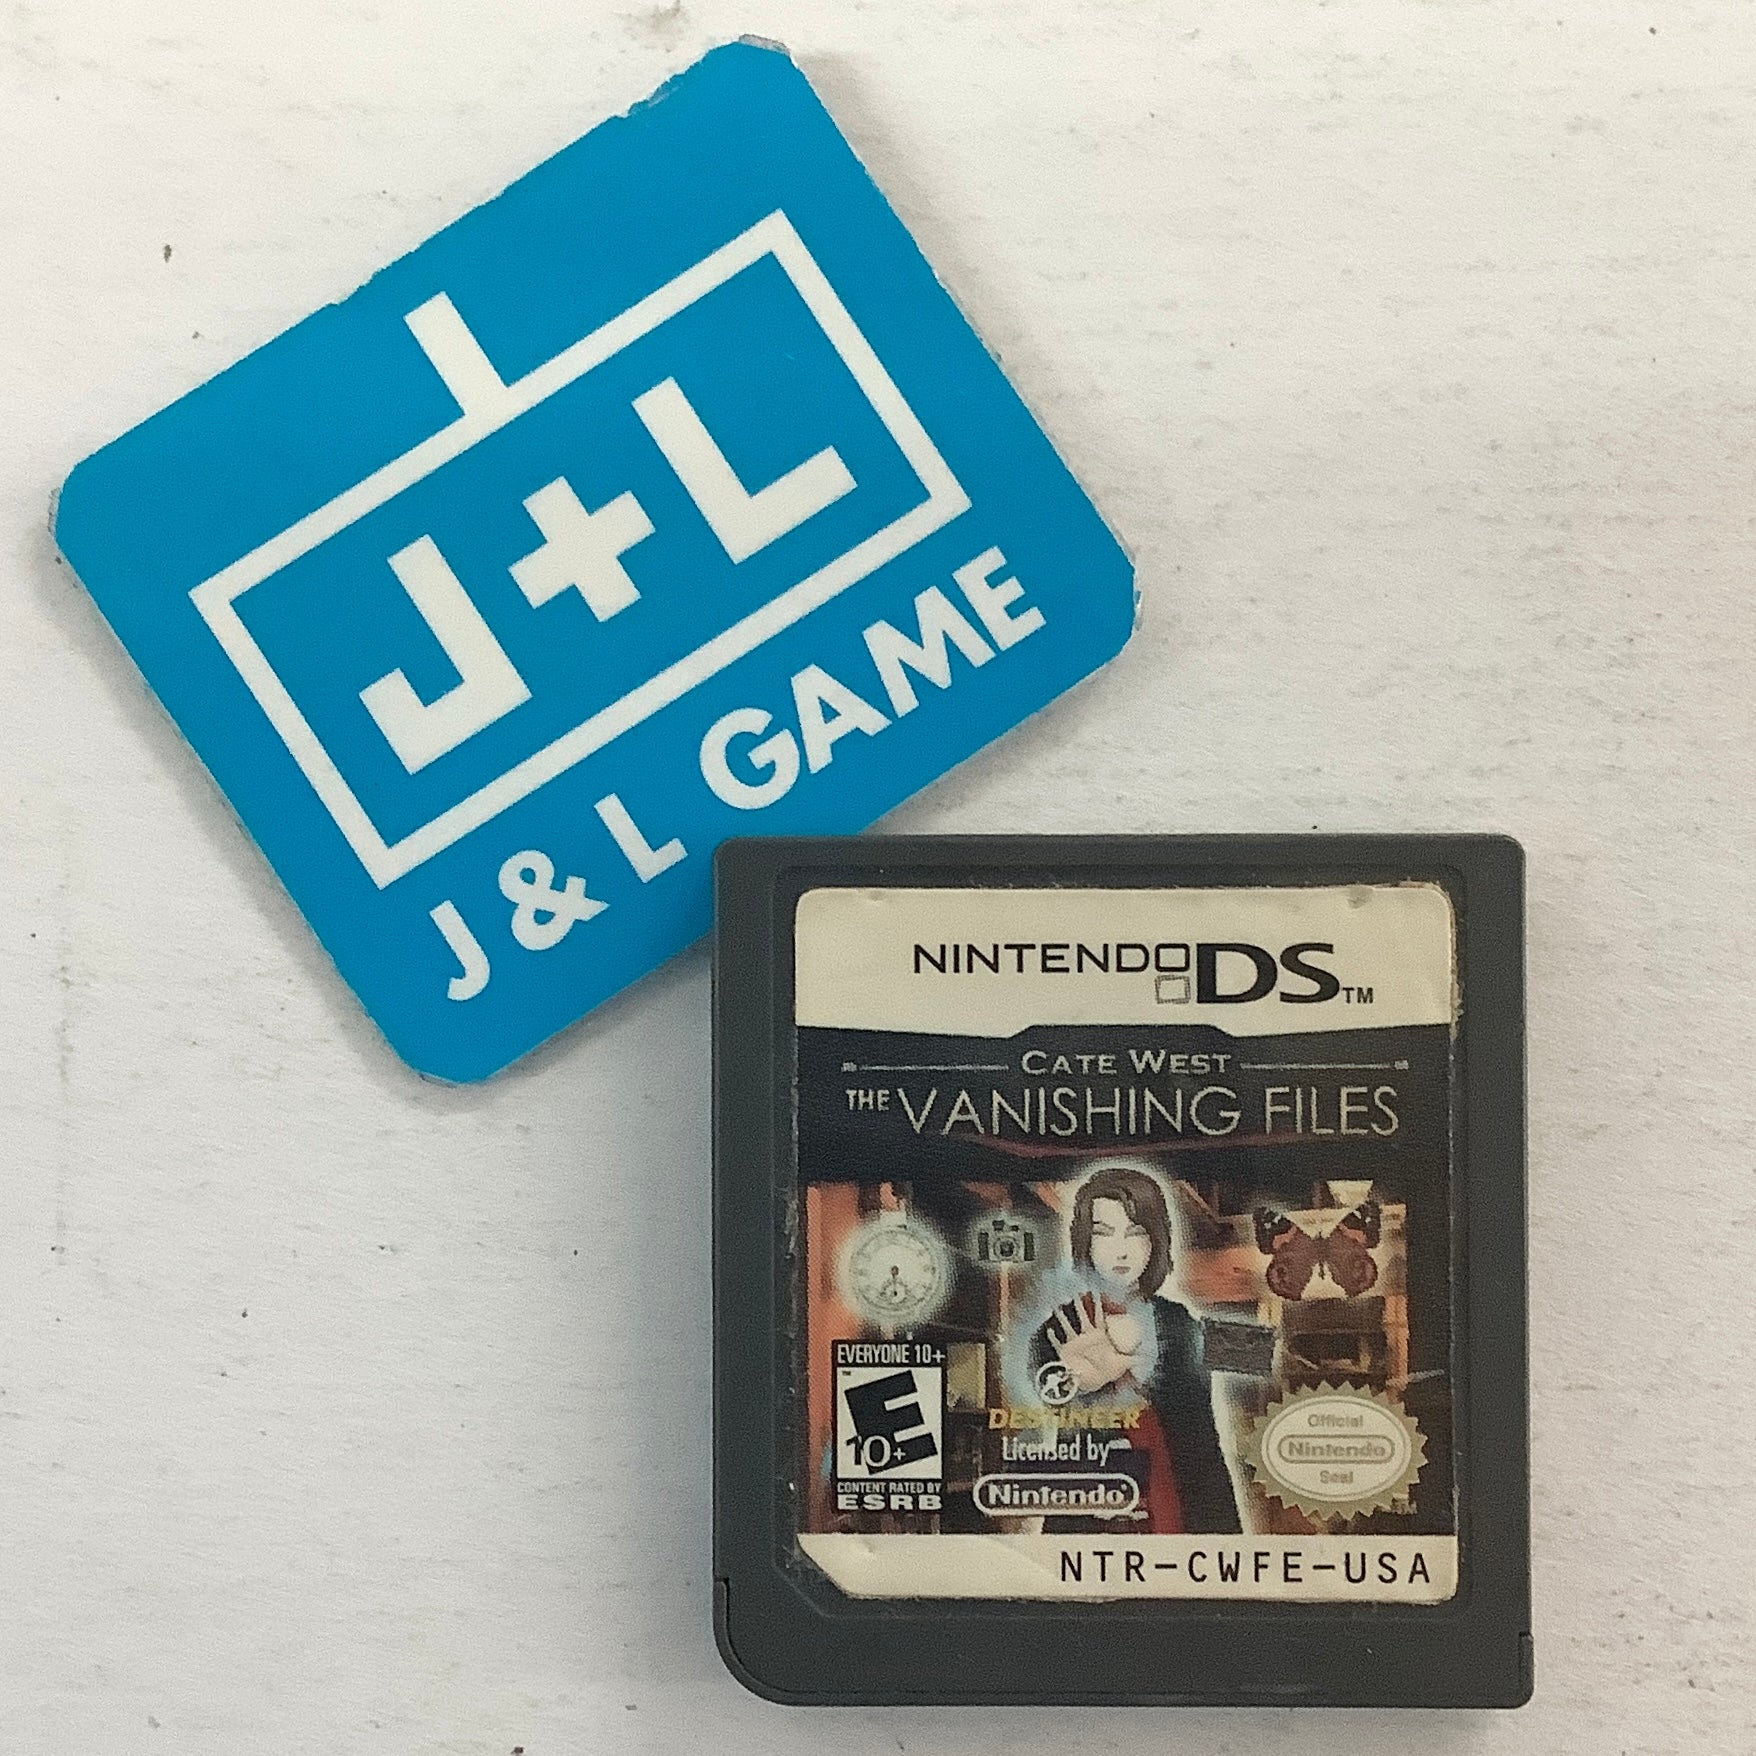 J+L
J & L GAME
NINTENDO DS TM
CATE WEST
THE VANISHING FILES
EVERYONE 10+
E
10+
CONTENT RATED BY
ESRB
DESTINEER
Licensed by
Nintendo
Official
Nintendo
Seal
TM
NTR-CWFE-USA